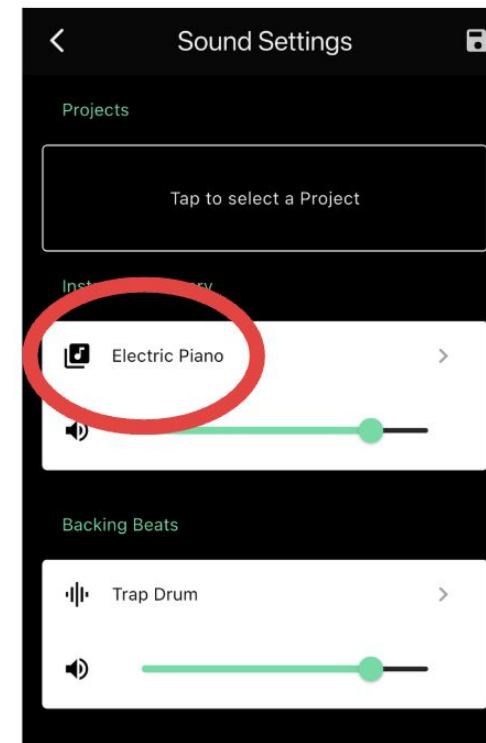 Sound Settings
Projects
Tap to select a Project
Electric Piano
Backing Beats
Trap Drum